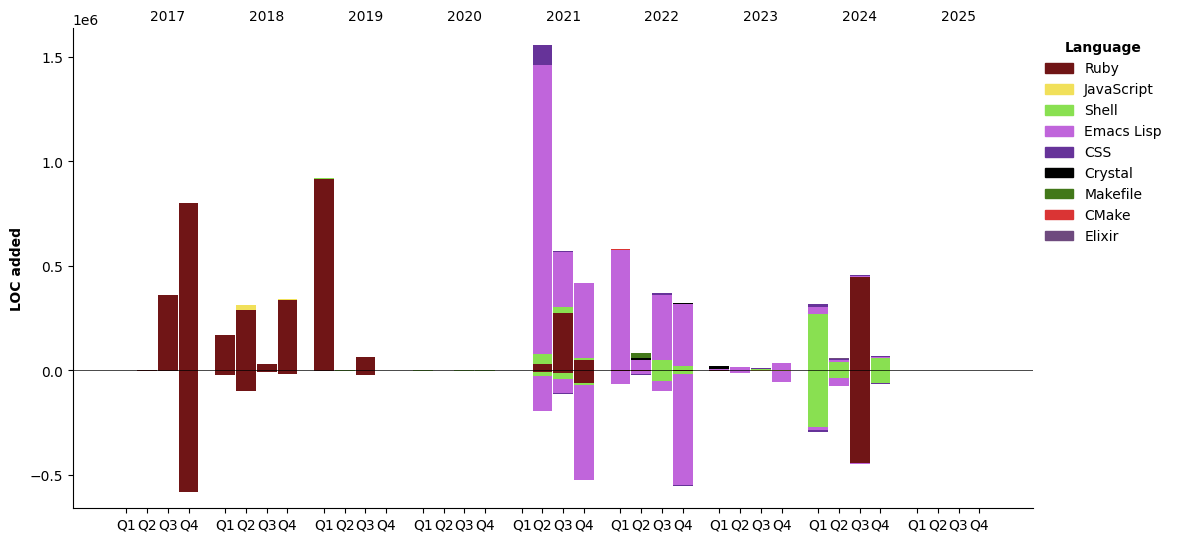 1e6
2017 2018 2019 2020 2021 2022 2023 2024 2025
LOC added
1.5
1.0
0.5
0.0
−0.5
Q1 Q2 Q3 Q4 Q1 Q2 Q3 Q4 Q1 Q2 Q3 Q4 Q1 Q2 Q3 Q4 Q1 Q2 Q3 Q4 Q1 Q2 Q3 Q4 Q1 Q2 Q3 Q4 Q1 Q2 Q3 Q4 Q1 Q2 Q3 Q4
Language
Ruby
JavaScript
Shell
Emacs Lisp
CSS
Crystal
Makefile
CMake
Elixir